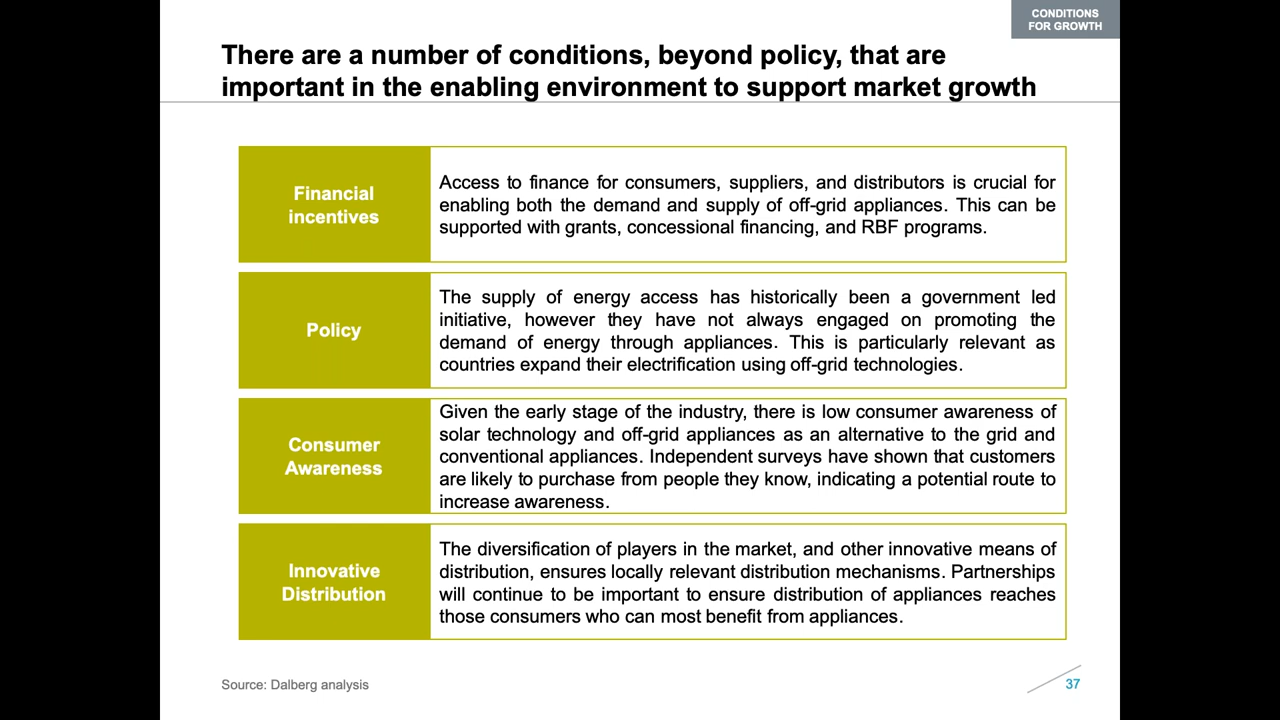 CONDITIONS
FOR GROWTH
There are a number of conditions, beyond policy, that are
important in the enabling environment to support market growth
Financial
incentives
Access to finance for consumers, suppliers, and distributors is crucial for
enabling both the demand and supply of off-grid appliances. This can be
supported with grants, concessional financing, and RBF programs.
Policy
The supply of energy access has historically been a government led
initiative, however they have not always engaged on promoting the
demand of energy through appliances. This is particularly relevant as
countries expand their electrification using off-grid technologies.
Consumer
Awareness
Given the early stage of the industry, there is low consumer awareness of
solar technology and off-grid appliances as an alternative to the grid and
conventional appliances. Independent surveys have shown that customers
are likely to purchase from people they know, indicating a potential route to
increase awareness.
Innovative
Distribution
The diversification of players in the market, and other innovative means of
distribution, ensures locally relevant distribution mechanisms. Partnerships
will continue to be important to ensure distribution of appliances reaches
those consumers who can most benefit from appliances.
Source: Dalberg analysis
37